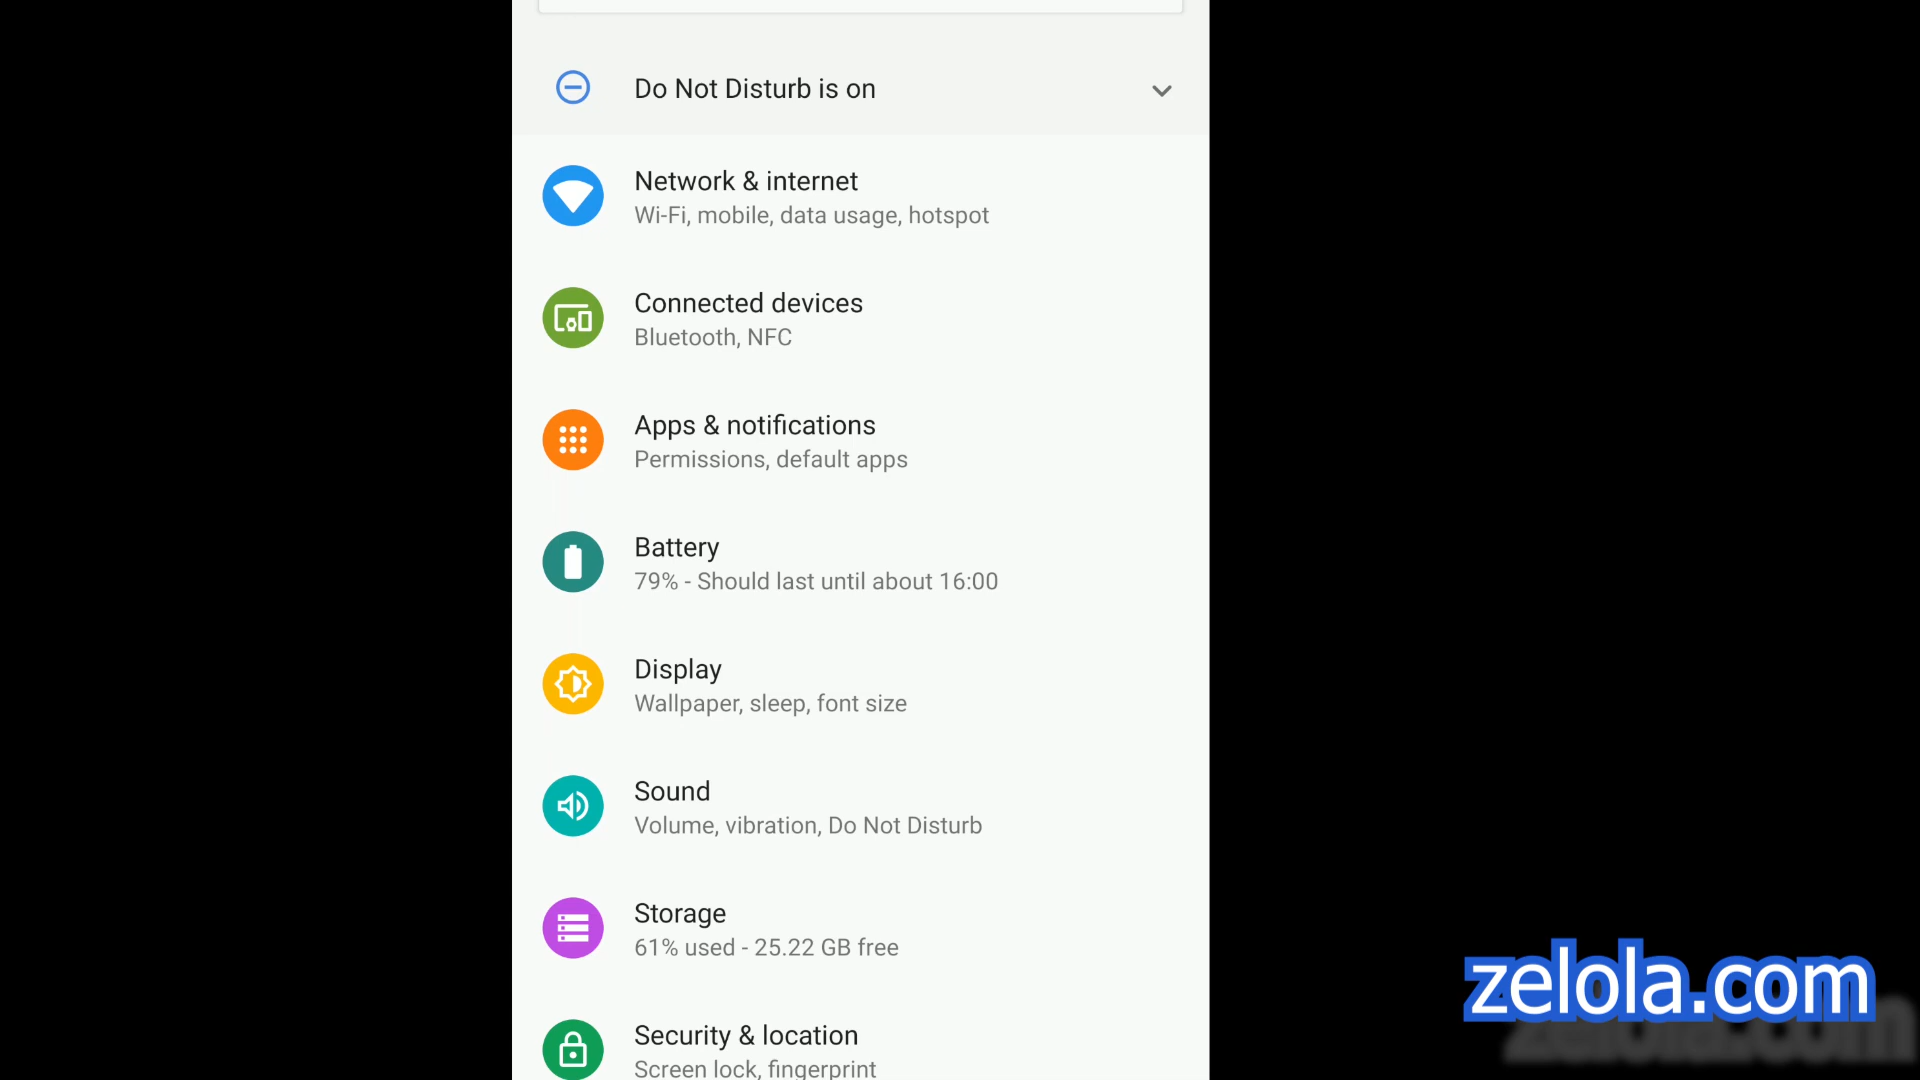 Do Not Disturb is on
Network & internet
Wi-Fi, mobile, data usage, hotspot
Connected devices
Bluetooth, NFC
Apps & notifications
Permissions, default apps
Battery
79% - Should last until about 16:00
Display
Wallpaper, sleep, font size
Sound
Volume, vibration, Do Not Disturb
Storage
61% used - 25.22 GB free
Security & location
Screen lock, fingerprint
zelola.com